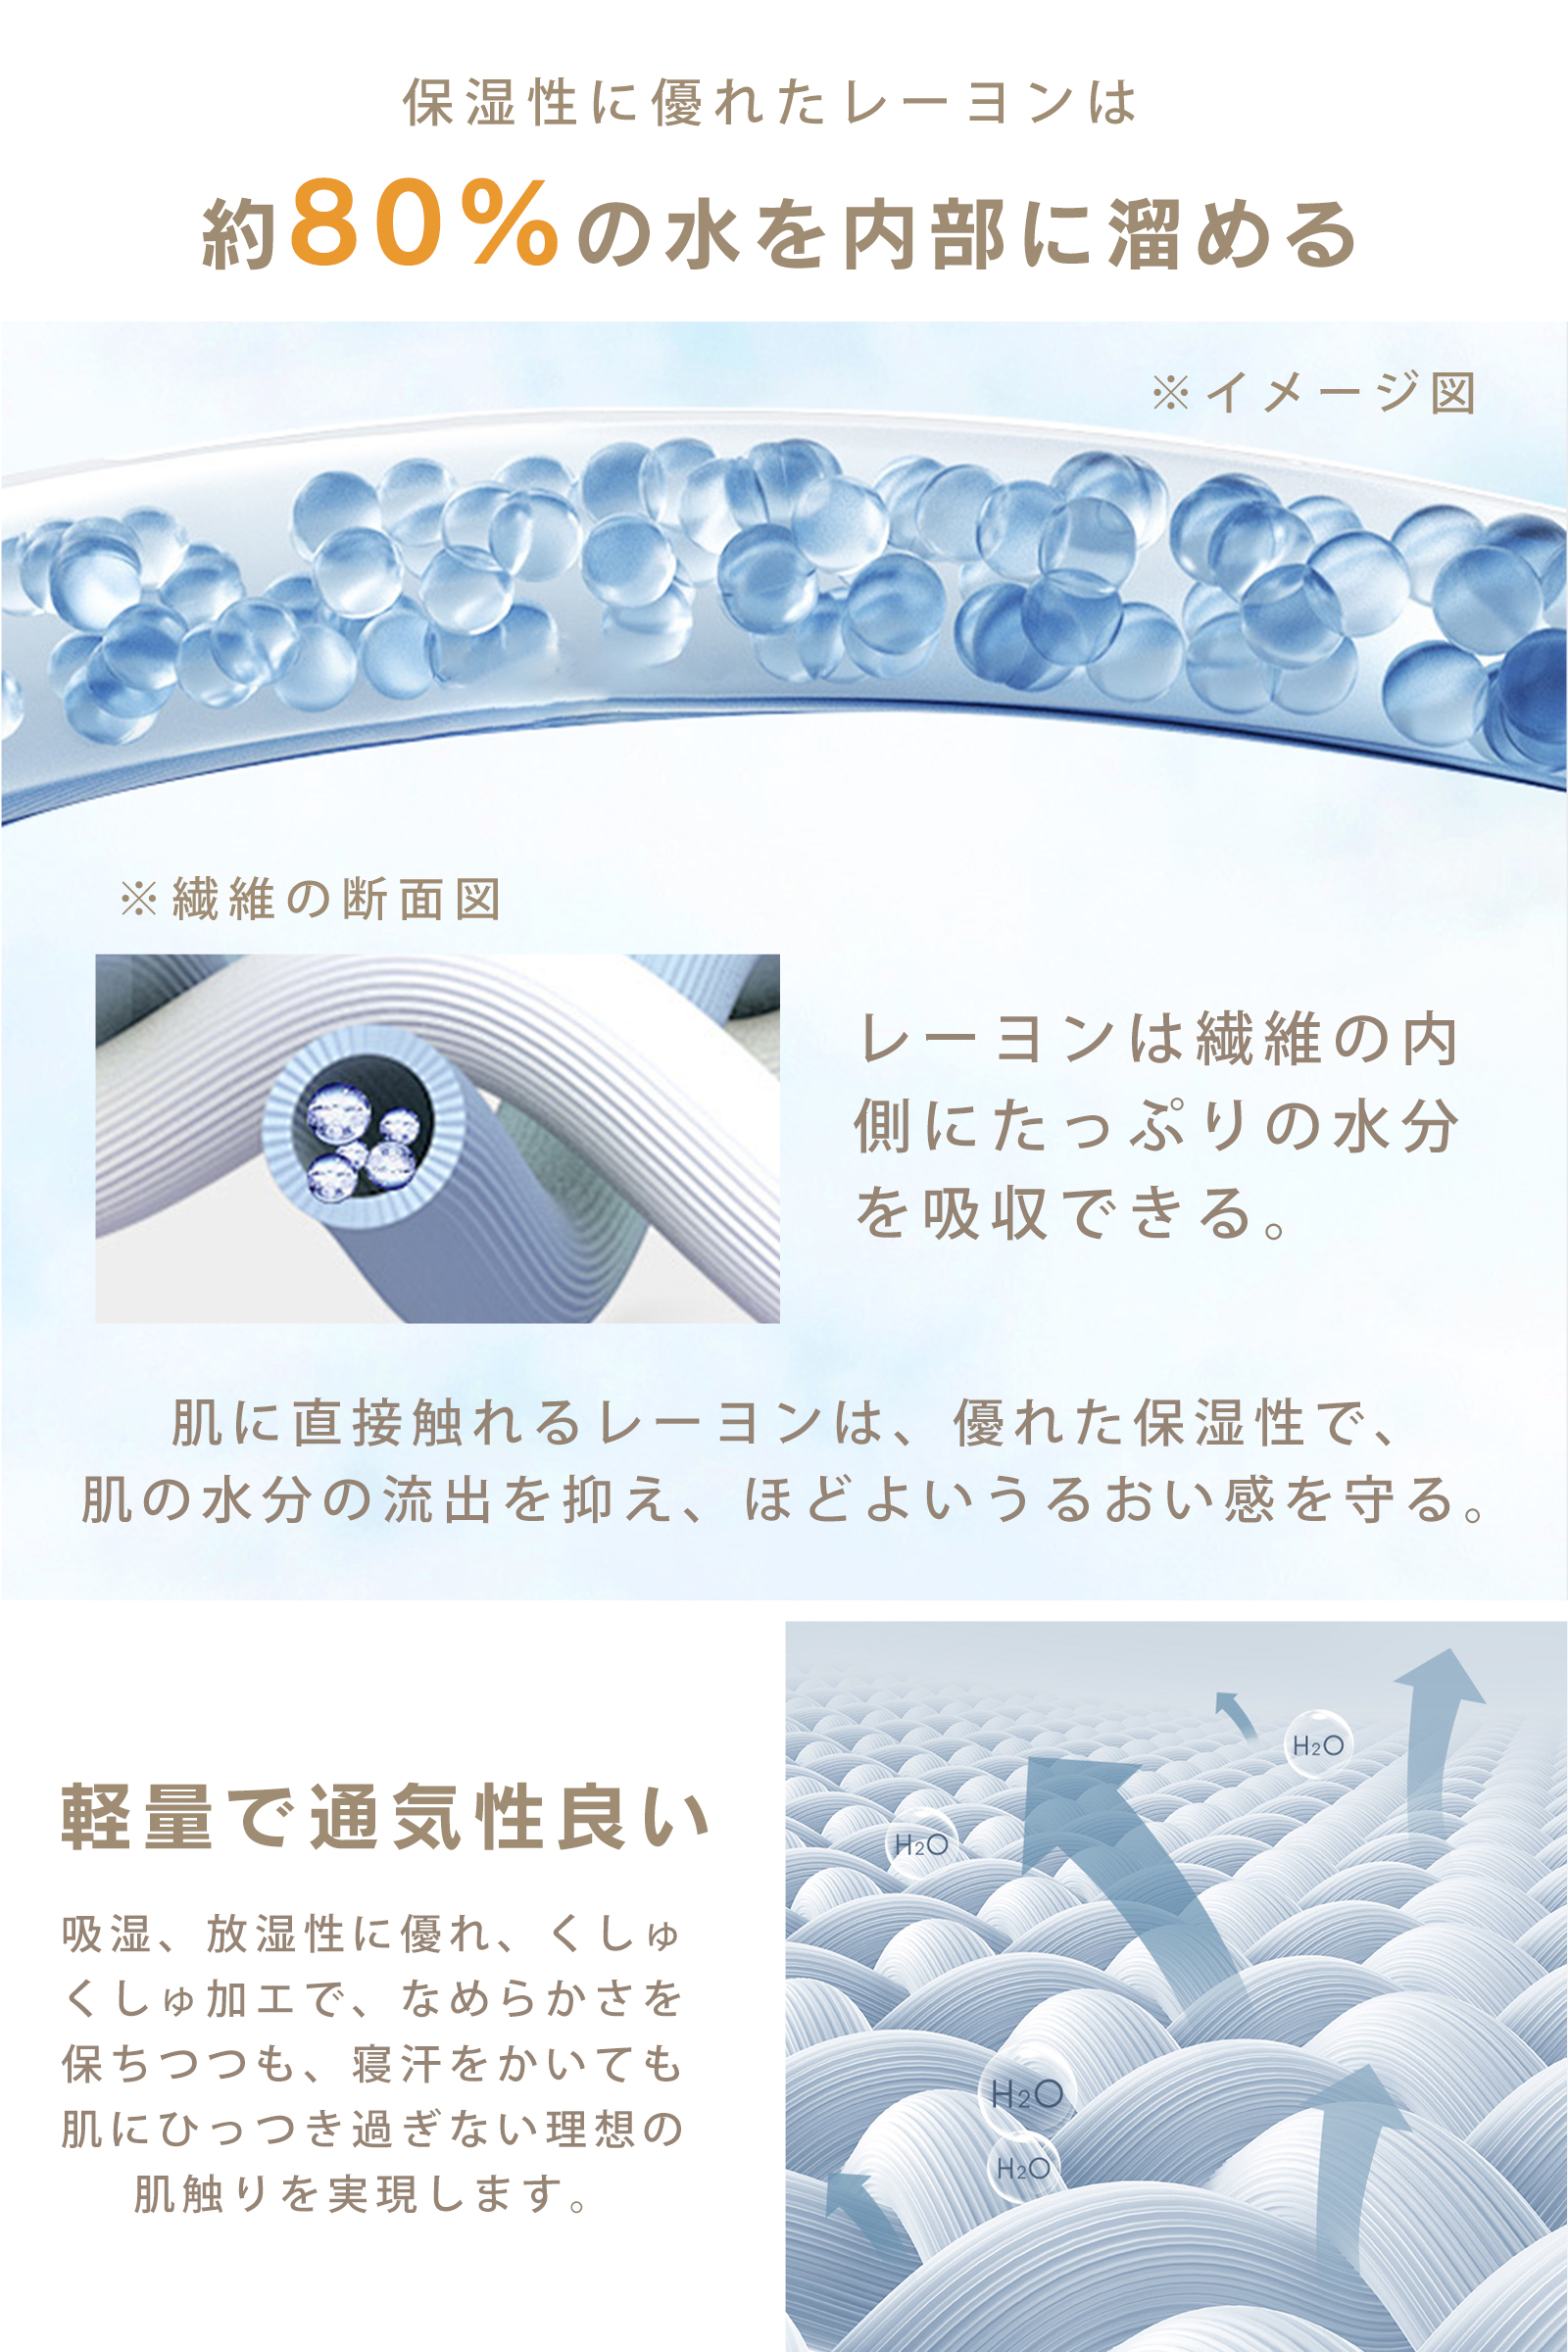 保湿性に優れたレーヨンは
約80%の水を内部に溜める
※イメージ図
※繊維の断面図
レーヨンは繊維の内
側にたっぷりの水分
を吸収できる。
肌に直接触れるレーヨンは、優れた保湿性で、
肌の水分の流出を抑え、ほどよいうるおい感を守る。
軽量で通気性良い
吸湿、放湿性に優れ、くしゅ
くしゅ加工で、なめらかさを
保ちつつも、寝汗をかいても
肌にひっつき過ぎない理想の
肌触りを実現します。
H2O
H2O
H2O
H2O